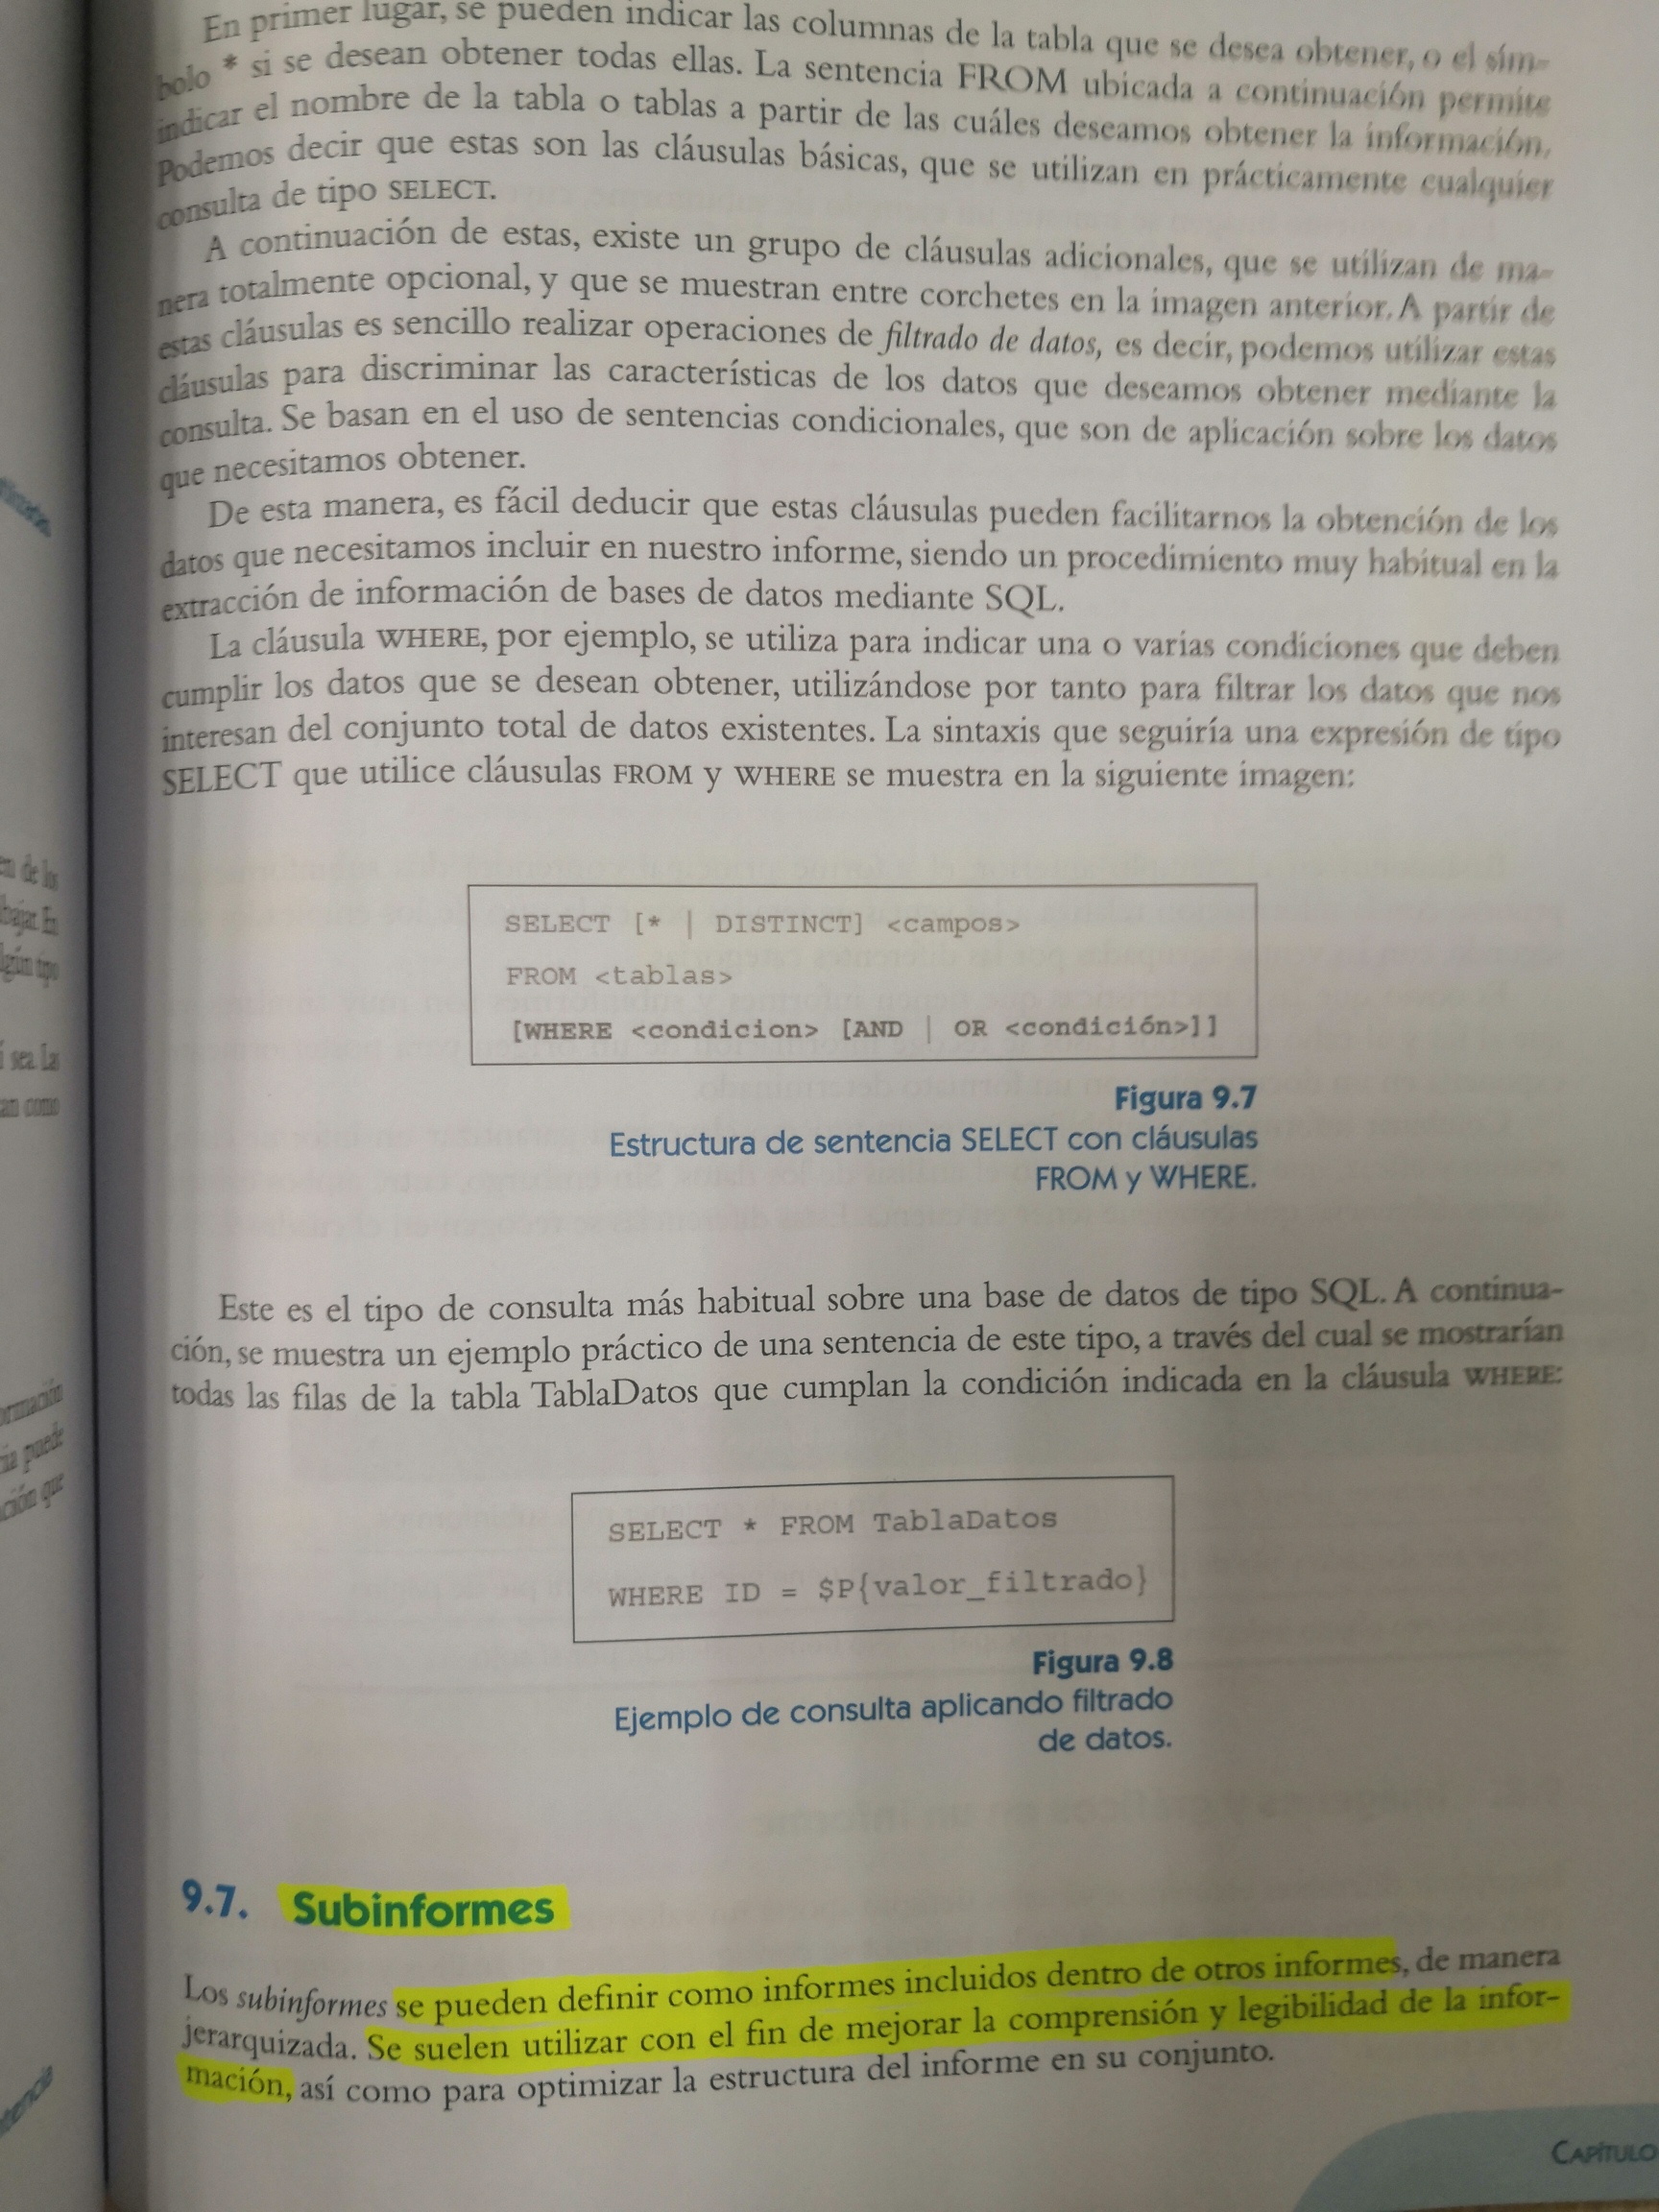 En primer lugar, se pueden indicar las columnas de la tabla que se desea obtener, o el sím-
bolo * si se desean obtener todas ellas. La sentencia FROM ubicada a continuación permite
indicar el nombre de la tabla o tablas a partir de las cuáles deseamos obtener la información.
Podemos decir que estas son las cláusulas básicas, que se utilizan en prácticamente cualquier
consulta de tipo SELECT.
A continuación de estas, existe un grupo de cláusulas adicionales, que se utilizan de ma-
nera totalmente opcional, y que se muestran entre corchetes en la imagen anterior. A partir de
estas cláusulas es sencillo realizar operaciones de filtrado de datos, es decir, podemos utilizar estas
cláusulas para discriminar las características de los datos que deseamos obtener mediante la
consulta. Se basan en el uso de sentencias condicionales, que son de aplicación sobre los datos
que necesitamos obtener.
De esta manera, es fácil deducir que estas cláusulas pueden facilitarnos la obtención de los
datos que necesitamos incluir en nuestro informe, siendo un procedimiento muy habitual en la
extracción de información de bases de datos mediante SQL.
La cláusula WHERE, por ejemplo, se utiliza para indicar una o varias condiciones que deben
cumplir los datos que se desean obtener, utilizándose por tanto para filtrar los datos que nos
interesan del conjunto total de datos existentes. La sintaxis que seguiría una expresión de tipo
SELECT que utilice cláusulas FROM y WHERE se muestra en la siguiente imagen:
SELECT [* | DISTINCT] <campos>
FROM <tablas>
[WHERE <condicion> [AND | OR <condición>]]
Figura 9.7
Estructura de sentencia SELECT con cláusulas
FROM y WHERE.
Este es el tipo de consulta más habitual sobre una base de datos de tipo SQL. A continua-
ción, se muestra un ejemplo práctico de una sentencia de este tipo, a través del cual se mostrarían
todas las filas de la tabla TablaDatos que cumplan la condición indicada en la cláusula WHERE:
SELECT * FROM TablaDatos
WHERE ID = $P{valor_filtrado}
Figura 9.8
Ejemplo de consulta aplicando filtrado
de datos.
9.7. Subinformes
Los subinformes se pueden definir como informes incluidos dentro de otros informes, de manera
jerarquizada. Se suelen utilizar con el fin de mejorar la comprensión y legibilidad de la infor-
mación, así como para optimizar la estructura del informe en su conjunto.
CAPÍTULO